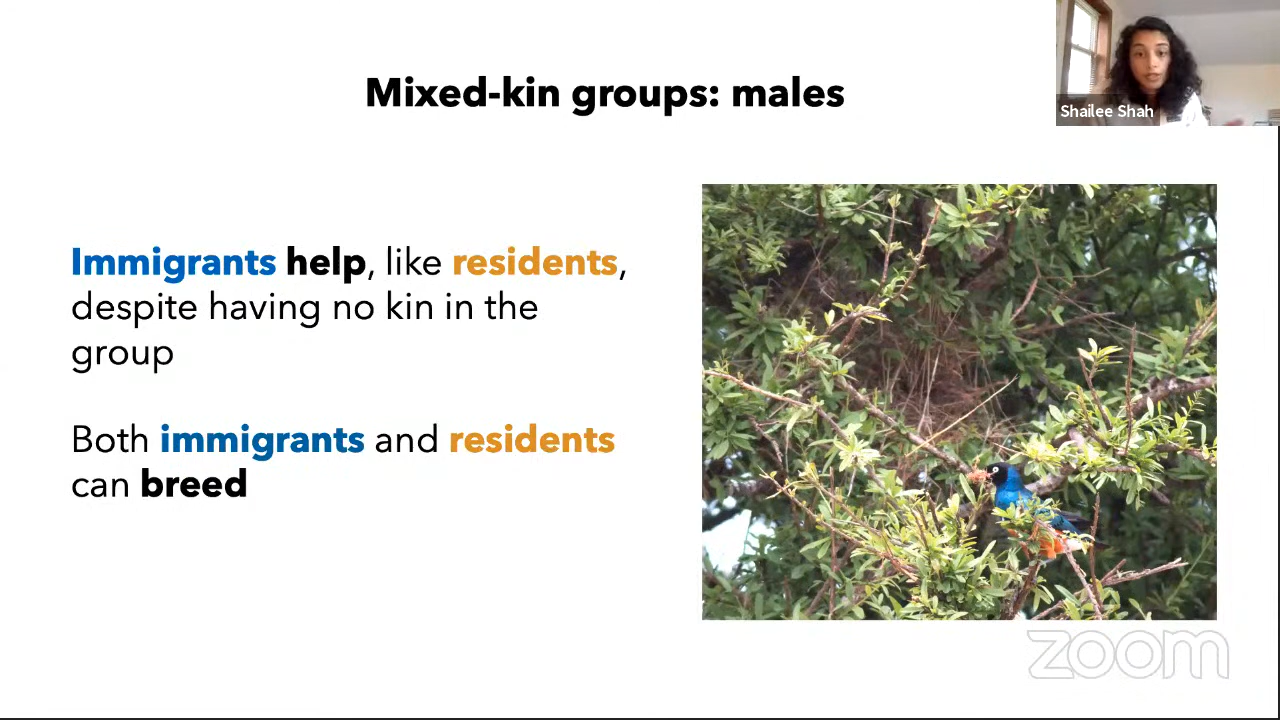 Mixed-kin groups: males
Shailee Shah
Immigrants help, like residents,
despite having no kin in the
group
Both immigrants and residents
can breed
zoom